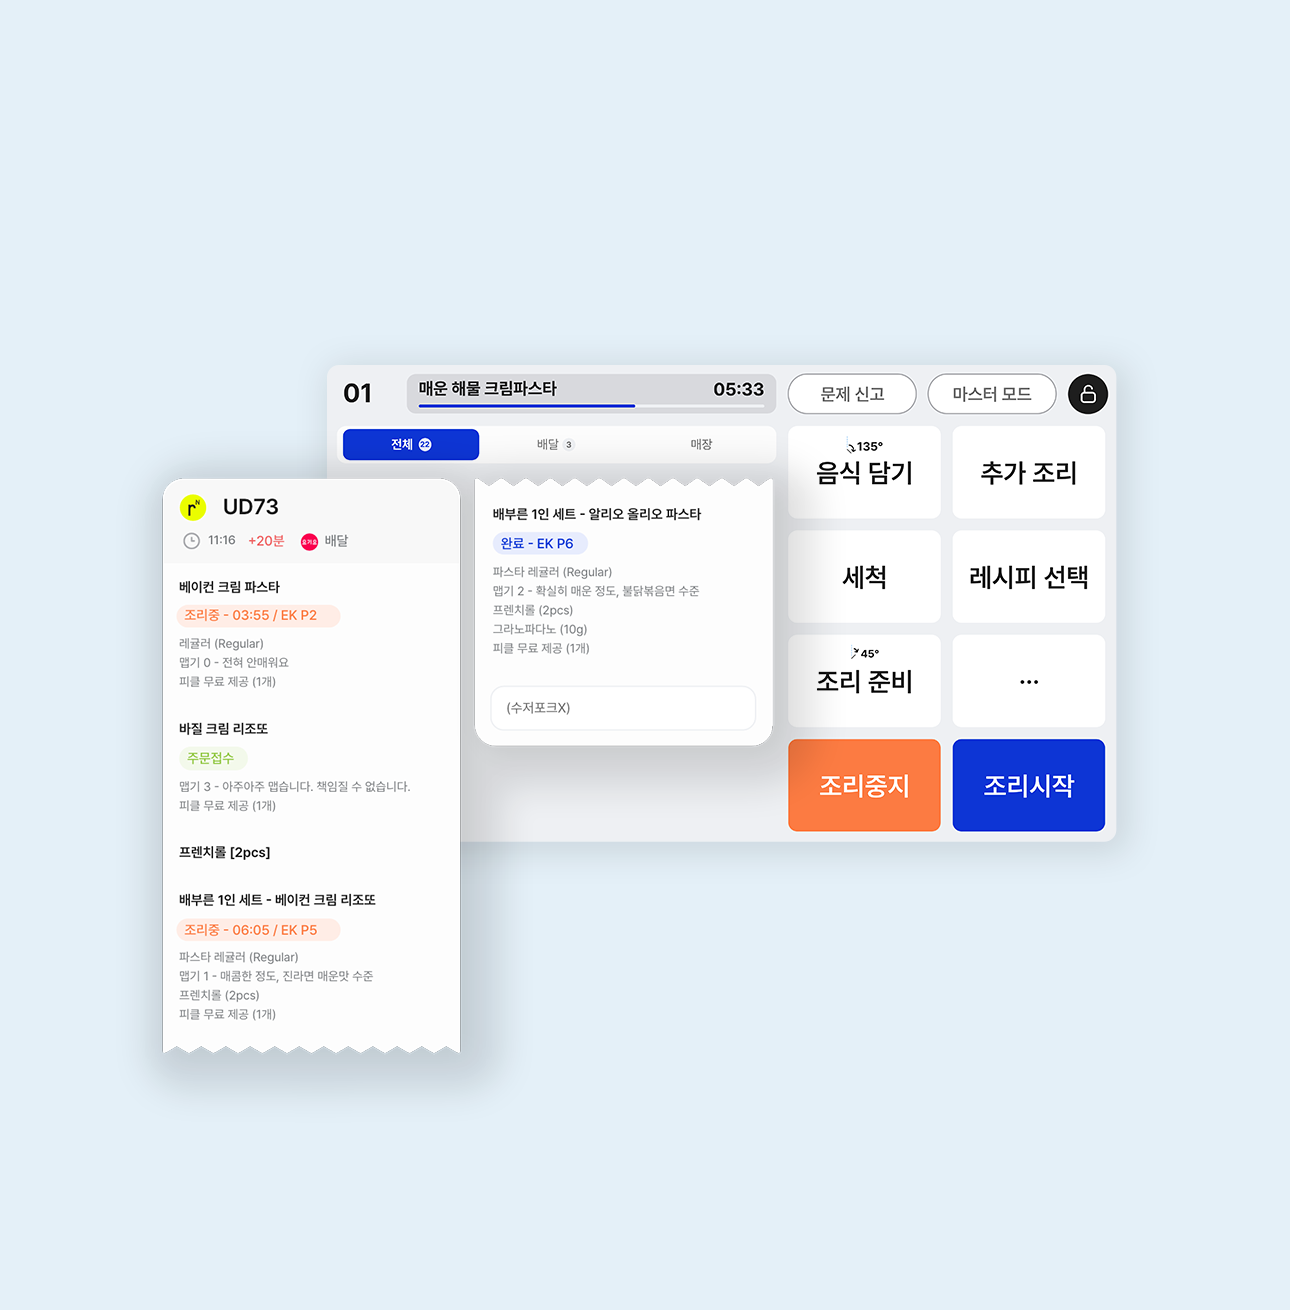 01
매운 해물 크림파스타
05:33
문제 신고
마스터 모드
전체 22
배달 3
매장
135°
음식 담기
추가 조리
세척
레시피 선택
45°
조리 준비
...
조리중지
조리시작
rN
UD73
11:16 +20분 요기요 배달
베이컨 크림 파스타
조리중 - 03:55 / EK P2
레귤러 (Regular)
맵기 0 - 전혀 안매워요
피클 무료 제공 (1개)
바질 크림 리조또
주문접수
맵기 3 - 아주아주 맵습니다. 책임질 수 없습니다.
피클 무료 제공 (1개)
프렌치롤 [2pcs]
배부른 1인 세트 - 베이컨 크림 리조또
조리중 - 06:05 / EK P5
파스타 레귤러 (Regular)
맵기 1 - 매콤한 정도, 진라면 매운맛 수준
프렌치롤 (2pcs)
피클 무료 제공 (1개)
배부른 1인 세트 - 알리오 올리오 파스타
완료 - EK P6
파스타 레귤러 (Regular)
맵기 2 - 확실히 매운 정도, 불닭볶음면 수준
프렌치롤 (2pcs)
그라노파다노 (10g)
피클 무료 제공 (1개)
(수저포크X)